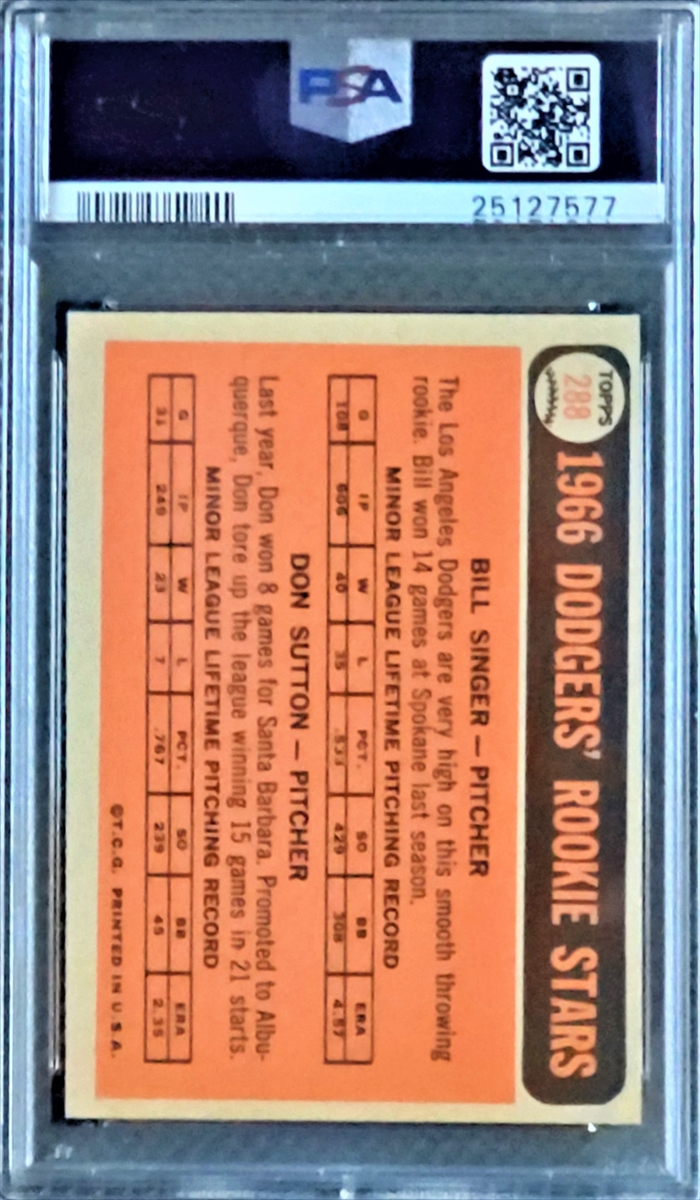 PSA
25127577
TOPPS
288
1966 DODGERS' ROOKIE STARS
BILL SINGER — PITCHER
The Los Angeles Dodgers are very high on this smooth throwing
rookie. Bill won 14 games at Spokane last season.
MINOR LEAGUE LIFETIME PITCHING RECORD
G IP W L PCT. SO BB ERA
108 606 40 35 .533 429 308 4.57
DON SUTTON — PITCHER
Last year, Don won 8 games for Santa Barbara. Promoted to Albu-
querque, Don tore up the league winning 15 games in 21 starts.
MINOR LEAGUE LIFETIME PITCHING RECORD
G IP W L PCT. SO BB ERA
31 249 23 7 .767 239 45 2.35
©T.C.G. PRINTED IN U.S.A.